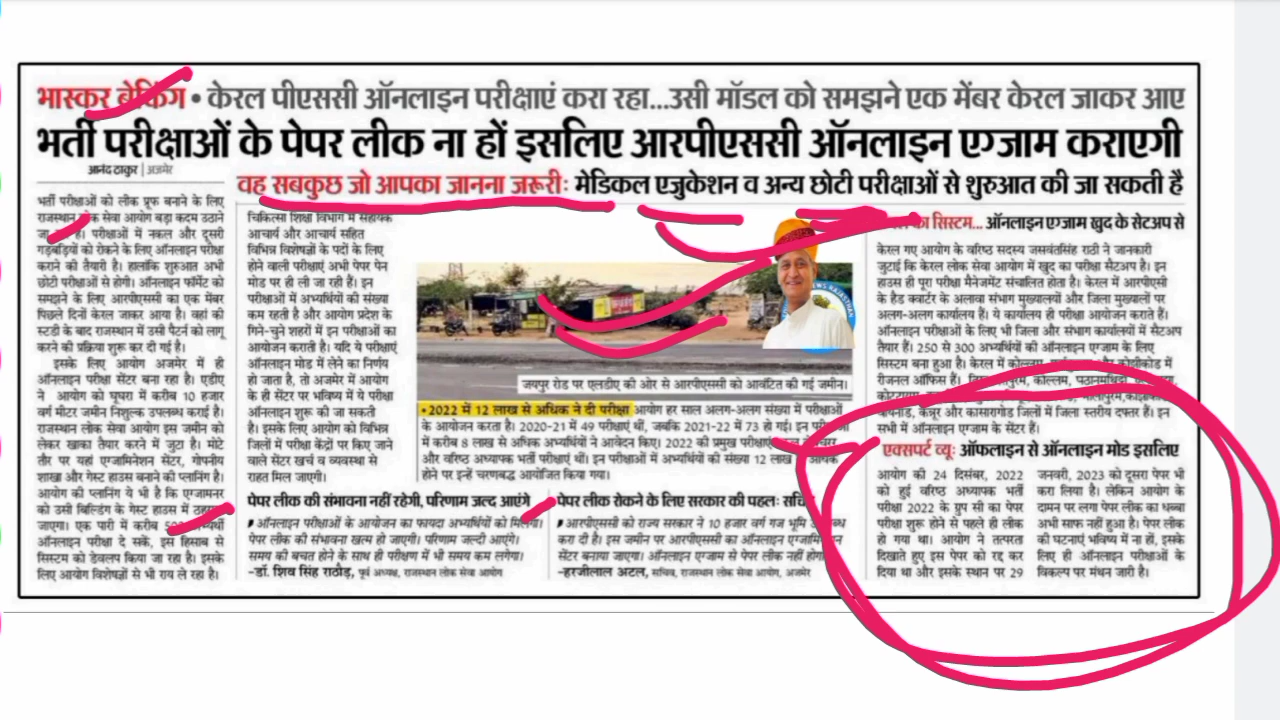 भास्कर ब्रेकिंग • केरल पीएससी ऑनलाइन परीक्षाएं करा रहा...उसी मॉडल को समझने एक मेंबर केरल जाकर आए
भर्ती परीक्षाओं के पेपर लीक ना हों इसलिए आरपीएससी ऑनलाइन एग्जाम कराएगी
आनंद ठाकुर | अजमेर
वह सबकुछ जो आपका जानना जरूरी: मेडिकल एजुकेशन व अन्य छोटी परीक्षाओं से शुरुआत की जा सकती है
भर्ती परीक्षाओं को लीक प्रूफ बनाने के लिए
राजस्थान लोक सेवा आयोग बड़ा कदम उठाने
जा है। परीक्षाओं में नकल और दूसरी
गड़बड़ियों को रोकने के लिए ऑनलाइन परीक्षा
कराने की तैयारी है। हालांकि शुरुआत अभी
छोटी परीक्षाओं से होगी। ऑनलाइन फॉर्मेट को
समझने के लिए आरपीएससी का एक मेंबर
पिछले दिनों केरल जाकर आया है। वहां की
स्टडी के बाद राजस्थान में उसी पैटर्न को लागू
करने की प्रक्रिया शुरू कर दी गई है।
इसके लिए आयोग अजमेर में ही
ऑनलाइन परीक्षा सेंटर बना रहा है। एडीए
ने आयोग को घूघरा में करीब 10 हजार
वर्ग मीटर जमीन निशुल्क उपलब्ध कराई है।
राजस्थान लोक सेवा आयोग इस जमीन को
लेकर खाका तैयार करने में जुटा है। मोटे
तौर पर यहां एग्जामिनेशन सेंटर, गोपनीय
शाखा और गेस्ट हाउस बनाने की प्लानिंग है।
आयोग की प्लानिंग ये भी है कि एग्जामनर
को उसी बिल्डिंग के गेस्ट हाउस में ठहराया
जाएगा। एक पारी में करीब
ऑनलाइन परीक्षा दे सके, इस हिसाब से
सिस्टम को डेवलप किया जा रहा है। इसके
लिए आयोग विशेषज्ञों से भी राय ले रहा है।
चिकित्सा शिक्षा विभाग में सहायक
आचार्य और आचार्य सहित
विभिन्न विशेषज्ञों के पदों के लिए
होने वाली परीक्षाएं अभी पेपर पेन
मोड पर ही ली जा रही हैं। इन
परीक्षाओं में अभ्यर्थियों की संख्या
कम रहती है और आयोग प्रदेश के
गिने-चुने शहरों में इन परीक्षाओं का
आयोजन कराती है। यदि ये परीक्षाएं
ऑनलाइन मोड में लेने का निर्णय
हो जाता है, तो अजमेर में आयोग
के ही सेंटर पर भविष्य में ये परीक्षा
ऑनलाइन शुरू की जा सकती
है। इसके लिए आयोग को विभिन्न
जिलों में परीक्षा केंद्रों पर किए जाने
वाले सेंटर खर्च व व्यवस्था से
राहत मिल जाएगी।
जयपुर रोड पर एलडीए की ओर से आरपीएससी को आवंटित की गई जमीन।
• 2022 में 12 लाख से अधिक ने दी परीक्षा आयोग हर साल अलग-अलग संख्या में परीक्षाओं
के आयोजन करता है। 2020-21 में 49 परीक्षाएं थीं, जबकि 2021-22 में 73 हो गई। इन
में करीब 8 लाख से अधिक अभ्यर्थियों ने आवेदन किए। 2022 की प्रमुख परीक्षाएं
और वरिष्ठ अध्यापक भर्ती परीक्षाएं थीं। इन परीक्षाओं में अभ्यर्थियों की संख्या 12 लाख
होने पर इन्हें चरणबद्ध आयोजित किया गया।
पेपर लीक की संभावना नहीं रहेगी, परिणाम जल्द आएंगे
ऑनलाइन परीक्षाओं के आयोजन का फायदा अभ्यर्थियों को मिलेगा।
पेपर लीक की संभावना खत्म हो जाएगी। परिणाम जल्दी आएंगे।
समय की बचत होने के साथ ही परीक्षण में भी समय कम लगेगा।
-डॉ. शिव सिंह राठौड़, पूर्व अध्यक्ष, राजस्थान लोक सेवा आयोग
पेपर लीक रोकने के लिए सरकार की पहल:
आरपीएससी को राज्य सरकार ने 10 हजार वर्ग गज भूमि
करा दी है। इस जमीन पर आरपीएससी का ऑनलाइन
सेंटर बनाया जाएगा। ऑनलाइन एग्जाम से पेपर लीक नहीं
-हरजीलाल अटल, सचिव, राजस्थान लोक सेवा आयोग, अजमेर
का सिस्टम... ऑनलाइन एग्जाम खुद के सेटअप से
केरल गए आयोग के वरिष्ठ सदस्य जसवंतसिंह राठी ने जानकारी
जुटाई कि केरल लोक सेवा आयोग में खुद का परीक्षा सैटअप है। इन
हाउस ही पूरा परीक्षा मैनेजमेंट संचालित होता है। केरल में आरपीएसी
के हैड क्वार्टर के अलावा संभाग मुख्यालयों और जिला मुख्यालयों पर
अलग-अलग कार्यालय हैं। ये कार्यालय ही परीक्षा आयोजन कराते हैं।
ऑनलाइन परीक्षाओं के लिए भी जिला और संभाग कार्यालयों में सैटअप
तैयार हैं। 250 से 300 अभ्यर्थियों की ऑनलाइन एग्जाम के लिए
सिस्टम बना हुआ है। केरल में कोल्लम, और कोझीकोड में
रीजनल ऑफिस हैं। कोल्लम,
वायनाड, कन्नूर और कासारगोड जिलों में जिला स्तरीय दफ्तर हैं। इन
सभी में ऑनलाइन एग्जाम के सेंटर हैं।
एक्सपर्ट व्यू: ऑफलाइन से ऑनलाइन मोड इसलिए
आयोग की 24 दिसंबर, 2022
को हुई वरिष्ठ अध्यापक भर्ती
परीक्षा 2022 के ग्रुप सी का पेपर
परीक्षा शुरू होने से पहले ही लीक
हो गया था। आयोग ने तत्परता
दिखाते हुए इस पेपर को रद्द कर
दिया था और इसके स्थान पर 29
जनवरी, 2023 को दूसरा पेपर भी
करा लिया है। लेकिन आयोग के
दामन पर लगा पेपर लीक का धब्बा
अभी साफ नहीं हुआ है। पेपर लीक
की घटनाएं भविष्य में ना हों, इसके
लिए ही ऑनलाइन परीक्षाओं के
विकल्प पर मंथन जारी है।